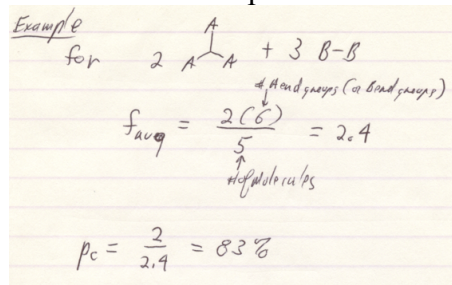 Example
for 2 A A A + 3 B-B
# A end groups (or B end groups)
f avg = 2(6) / 5 = 2.4
# of molecules
pc = 2 / 2.4 = 83%